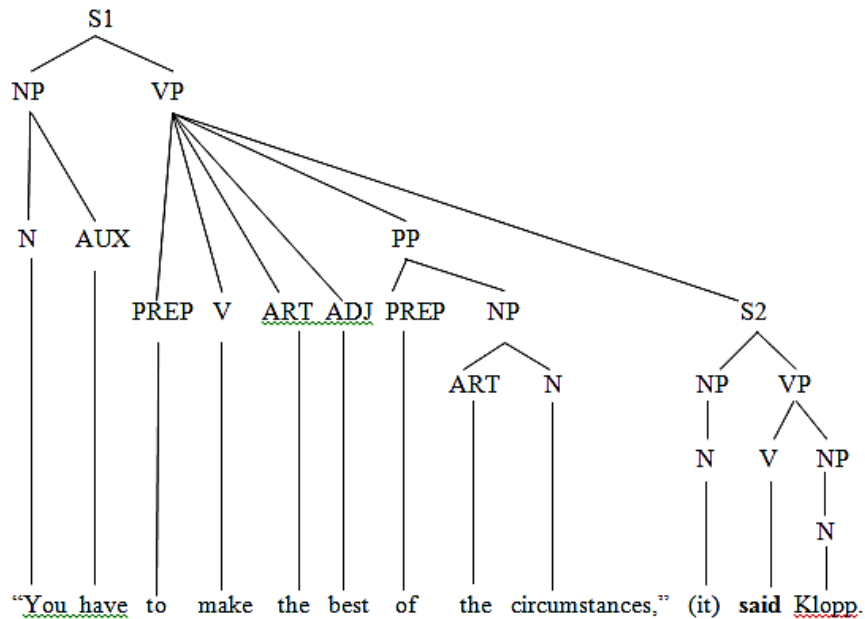 S1
NP VP
N AUX PP
PREP V ART ADJ PREP NP S2
ART N NP VP
N V NP
N
“You have to make the best of the circumstances,” (it) said Klopp.